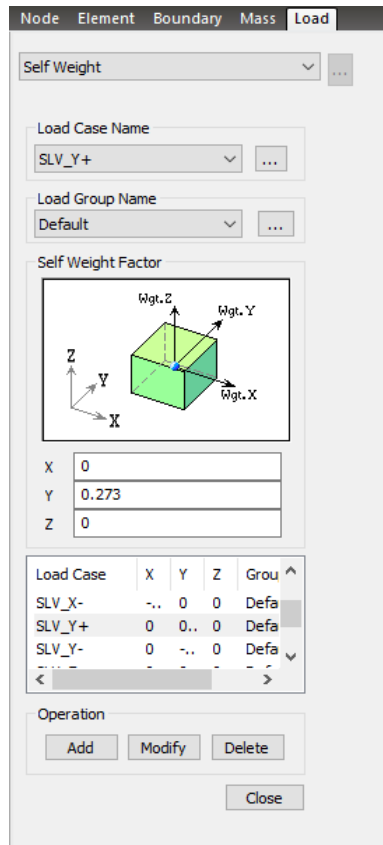 Node Element Boundary Mass Load
Self Weight
...
Load Case Name
SLV_Y+
...
Load Group Name
Default
...
Self Weight Factor
Wgt.Z
Wgt.Y
Z
Y
Wgt.X
X
X 0
Y 0.273
Z 0
Load Case X Y Z Grou
SLV_X- -.. 0 0 Defa
SLV_Y+ 0 0.. 0 Defa
SLV_Y- 0 -.. 0 Defa
Operation
Add Modify Delete
Close